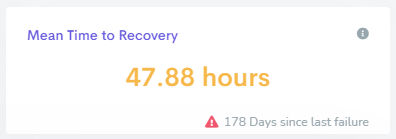 Mean Time to Recovery
47.88 hours
178 Days since last failure